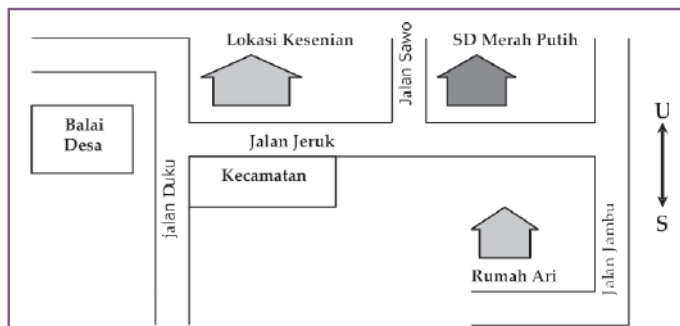 Lokasi Kesenian
SD Merah Putih
Jalan Sawo
Balai
Desa
Jalan Jeruk
Kecamatan
jalan Duku
U
S
Rumah Ari
Jalan Jambu